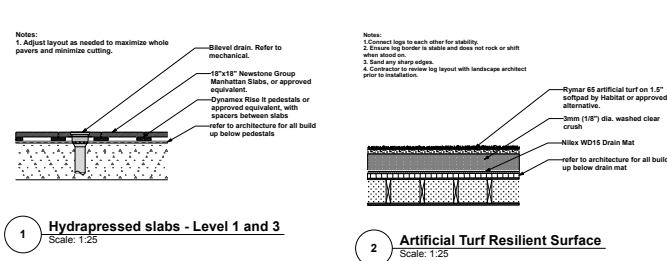 Notes:
1. Adjust layout as needed to maximize whole
pavers and minimize cutting.
Bilevel drain. Refer to
mechanical.
18"x18" Newstone Group
Manhattan Slabs, or approved
equivalent.
Dynamex Rise It pedestals or
approved equivalent, with
spacers between slabs
refer to architecture for all build
up below pedestals
1
Hydrapressed slabs - Level 1 and 3
Scale: 1:25
Notes:
1.Connect logs to each other for stability.
2. Ensure log border is stable and does not rock or shift
when stood on.
3. Sand any sharp edges.
4. Contractor to review log layout with landscape architect
prior to installation.
Rymar 65 artificial turf on 1.5"
softpad by Habitat or approved
alternative.
3mm (1/8") dia. washed clear
crush
Nilex WD15 Drain Mat
refer to architecture for all build
up below drain mat
2
Artificial Turf Resilient Surface
Scale: 1:25